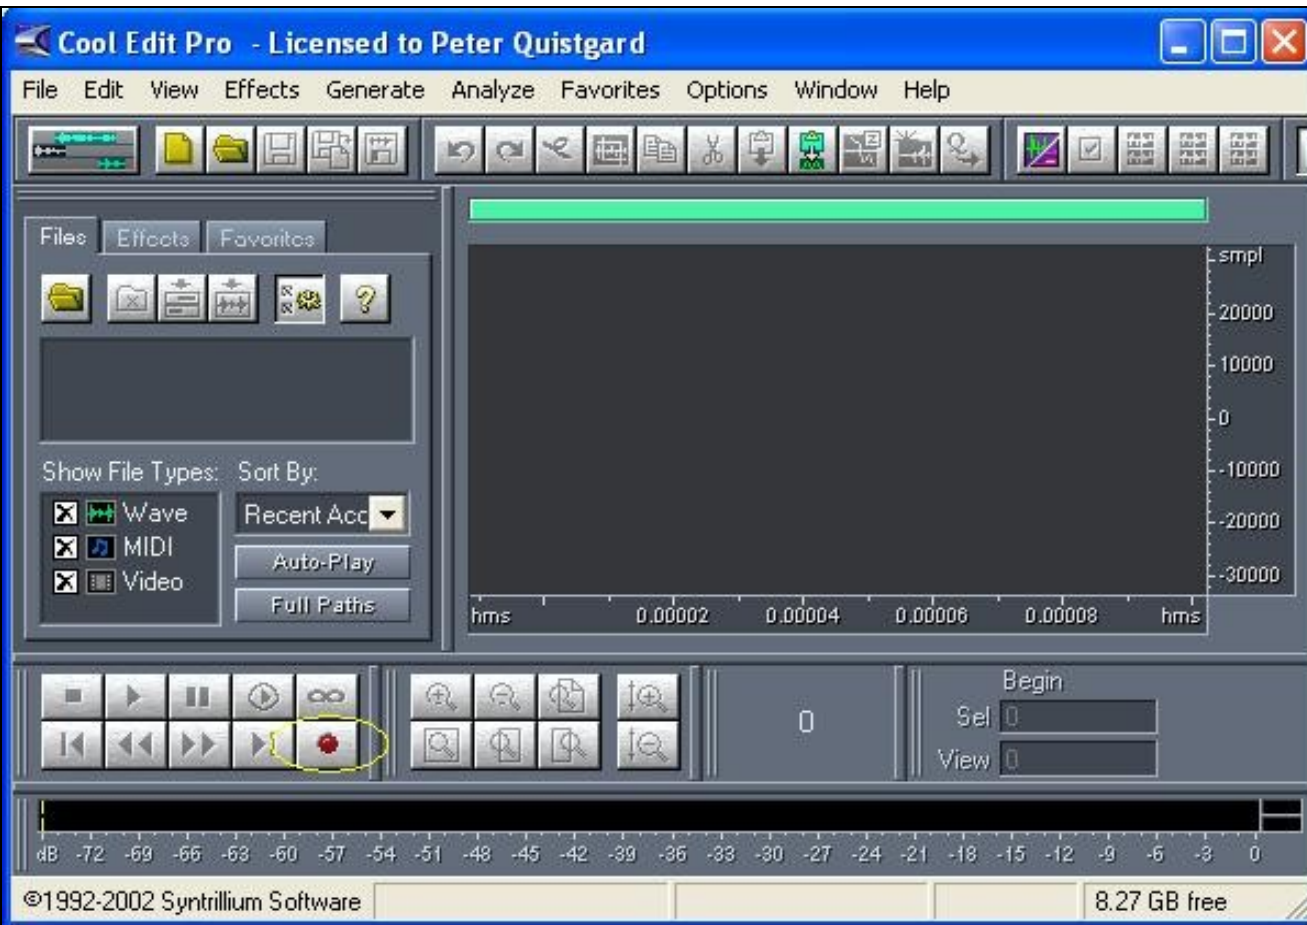 Cool Edit Pro - Licensed to Peter Quistgard
File Edit View Effects Generate Analyze Favorites Options Window Help
Files Effects Favorites
Show File Types: Sort By:
Wave Recent Acc
MIDI
Auto-Play
Video
Full Paths
smpl
20000
10000
0
-10000
-20000
-30000
hms 0.00002 0.00004 0.00006 0.00008 hms
Begin
0 Sel 0
View 0
dB -72 -69 -66 -63 -60 -57 -54 -51 -48 -45 -42 -39 -36 -33 -30 -27 -24 -21 -18 -15 -12 -9 -6 -3 0
©1992-2002 Syntrillium Software 8.27 GB free